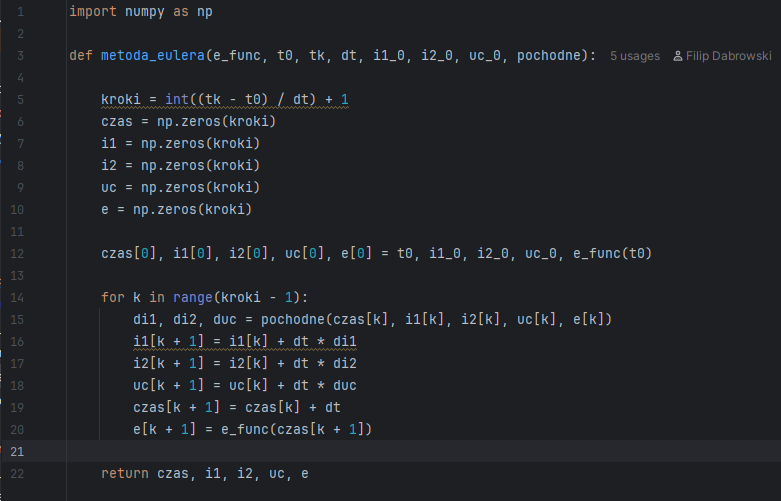 1 import numpy as np
2
3 def metoda_eulera(e_func, t0, tk, dt, i1_0, i2_0, uc_0, pochodne): 5 usages Filip Dabrowski
4
5 kroki = int((tk - t0) / dt) + 1
6 czas = np.zeros(kroki)
7 i1 = np.zeros(kroki)
8 i2 = np.zeros(kroki)
9 uc = np.zeros(kroki)
10 e = np.zeros(kroki)
11
12 czas[0], i1[0], i2[0], uc[0], e[0] = t0, i1_0, i2_0, uc_0, e_func(t0)
13
14 for k in range(kroki - 1):
15 di1, di2, duc = pochodne(czas[k], i1[k], i2[k], uc[k], e[k])
16 i1[k + 1] = i1[k] + dt * di1
17 i2[k + 1] = i2[k] + dt * di2
18 uc[k + 1] = uc[k] + dt * duc
19 czas[k + 1] = czas[k] + dt
20 e[k + 1] = e_func(czas[k + 1])
21
22 return czas, i1, i2, uc, e